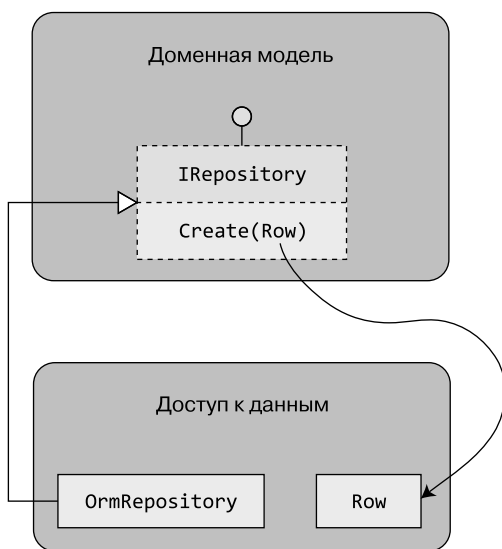 Доменная модель
IRepository
Create(Row)
Доступ к данным
OrmRepository
Row